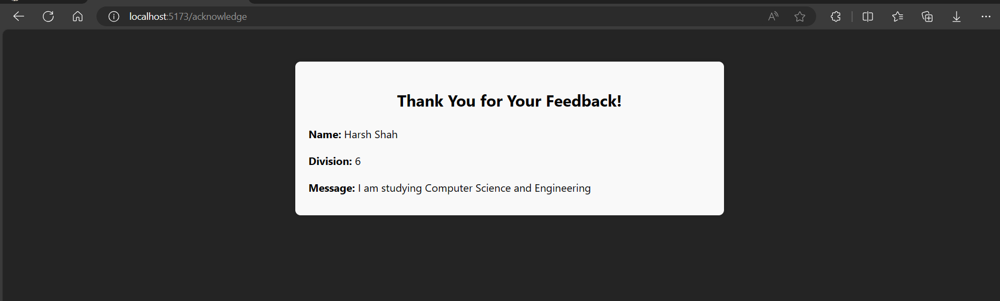 localhost:5173/acknowledge
Thank You for Your Feedback!
Name: Harsh Shah
Division: 6
Message: I am studying Computer Science and Engineering